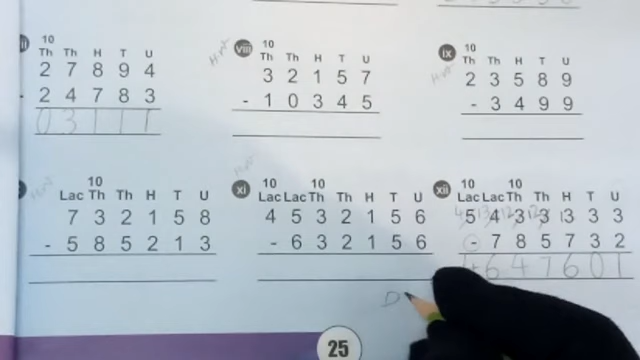 ii 10 viii 10 ix 10
Th Th H T U Th Th H T U Th Th H T U
2 7 8 9 4 3 2 1 5 7 2 3 5 8 9
- 2 4 7 8 3 - 1 0 3 4 5 - 3 4 9 9
0 3 1 1 1
10 xi 10 10 xii 10 10
Lac Th Th H T U Lac Lac Th Th H T U Lac Lac Th Th H T U
7 3 2 1 5 8 4 5 3 2 1 5 6 5 4 3 3 3 3 3
- 5 8 5 2 1 3 - 6 3 2 1 5 6 - 7 8 5 7 3 2
4 6 4 7 6 0 1
D
25